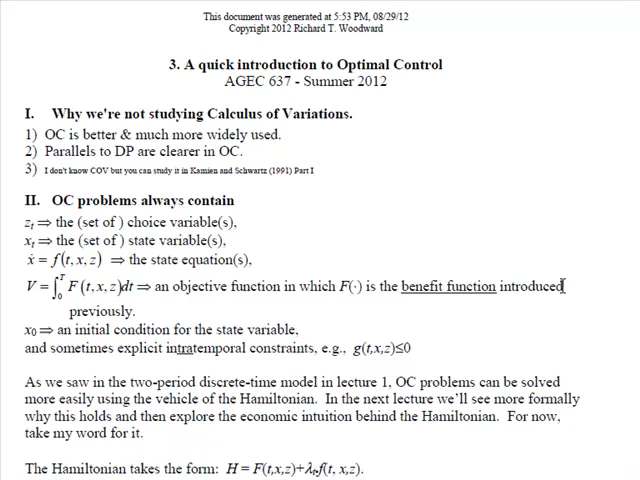 This document was generated at 5:53 PM, 08/29/12
Copyright 2012 Richard T. Woodward
3. A quick introduction to Optimal Control
AGEC 637 - Summer 2012
I. Why we're not studying Calculus of Variations.
1) OC is better & much more widely used.
2) Parallels to DP are clearer in OC.
3) I don't know COV but you can study it in Kamien and Schwartz (1991) Part I
II. OC problems always contain
zₜ ⇒ the (set of ) choice variable(s),
xₜ ⇒ the (set of ) state variable(s),
ẋ = f(t, x, z) ⇒ the state equation(s),
V = ∫₀ᵀ F(t, x, z)dt ⇒ an objective function in which F(·) is the benefit function introduced
previously.
x₀ ⇒ an initial condition for the state variable,
and sometimes explicit intratemporal constraints, e.g., g(t,x,z)≤0
As we saw in the two-period discrete-time model in lecture 1, OC problems can be solved
more easily using the vehicle of the Hamiltonian. In the next lecture we'll see more formally
why this holds and then explore the economic intuition behind the Hamiltonian. For now,
take my word for it.
The Hamiltonian takes the form: H = F(t,x,z)+λₜf(t, x,z).